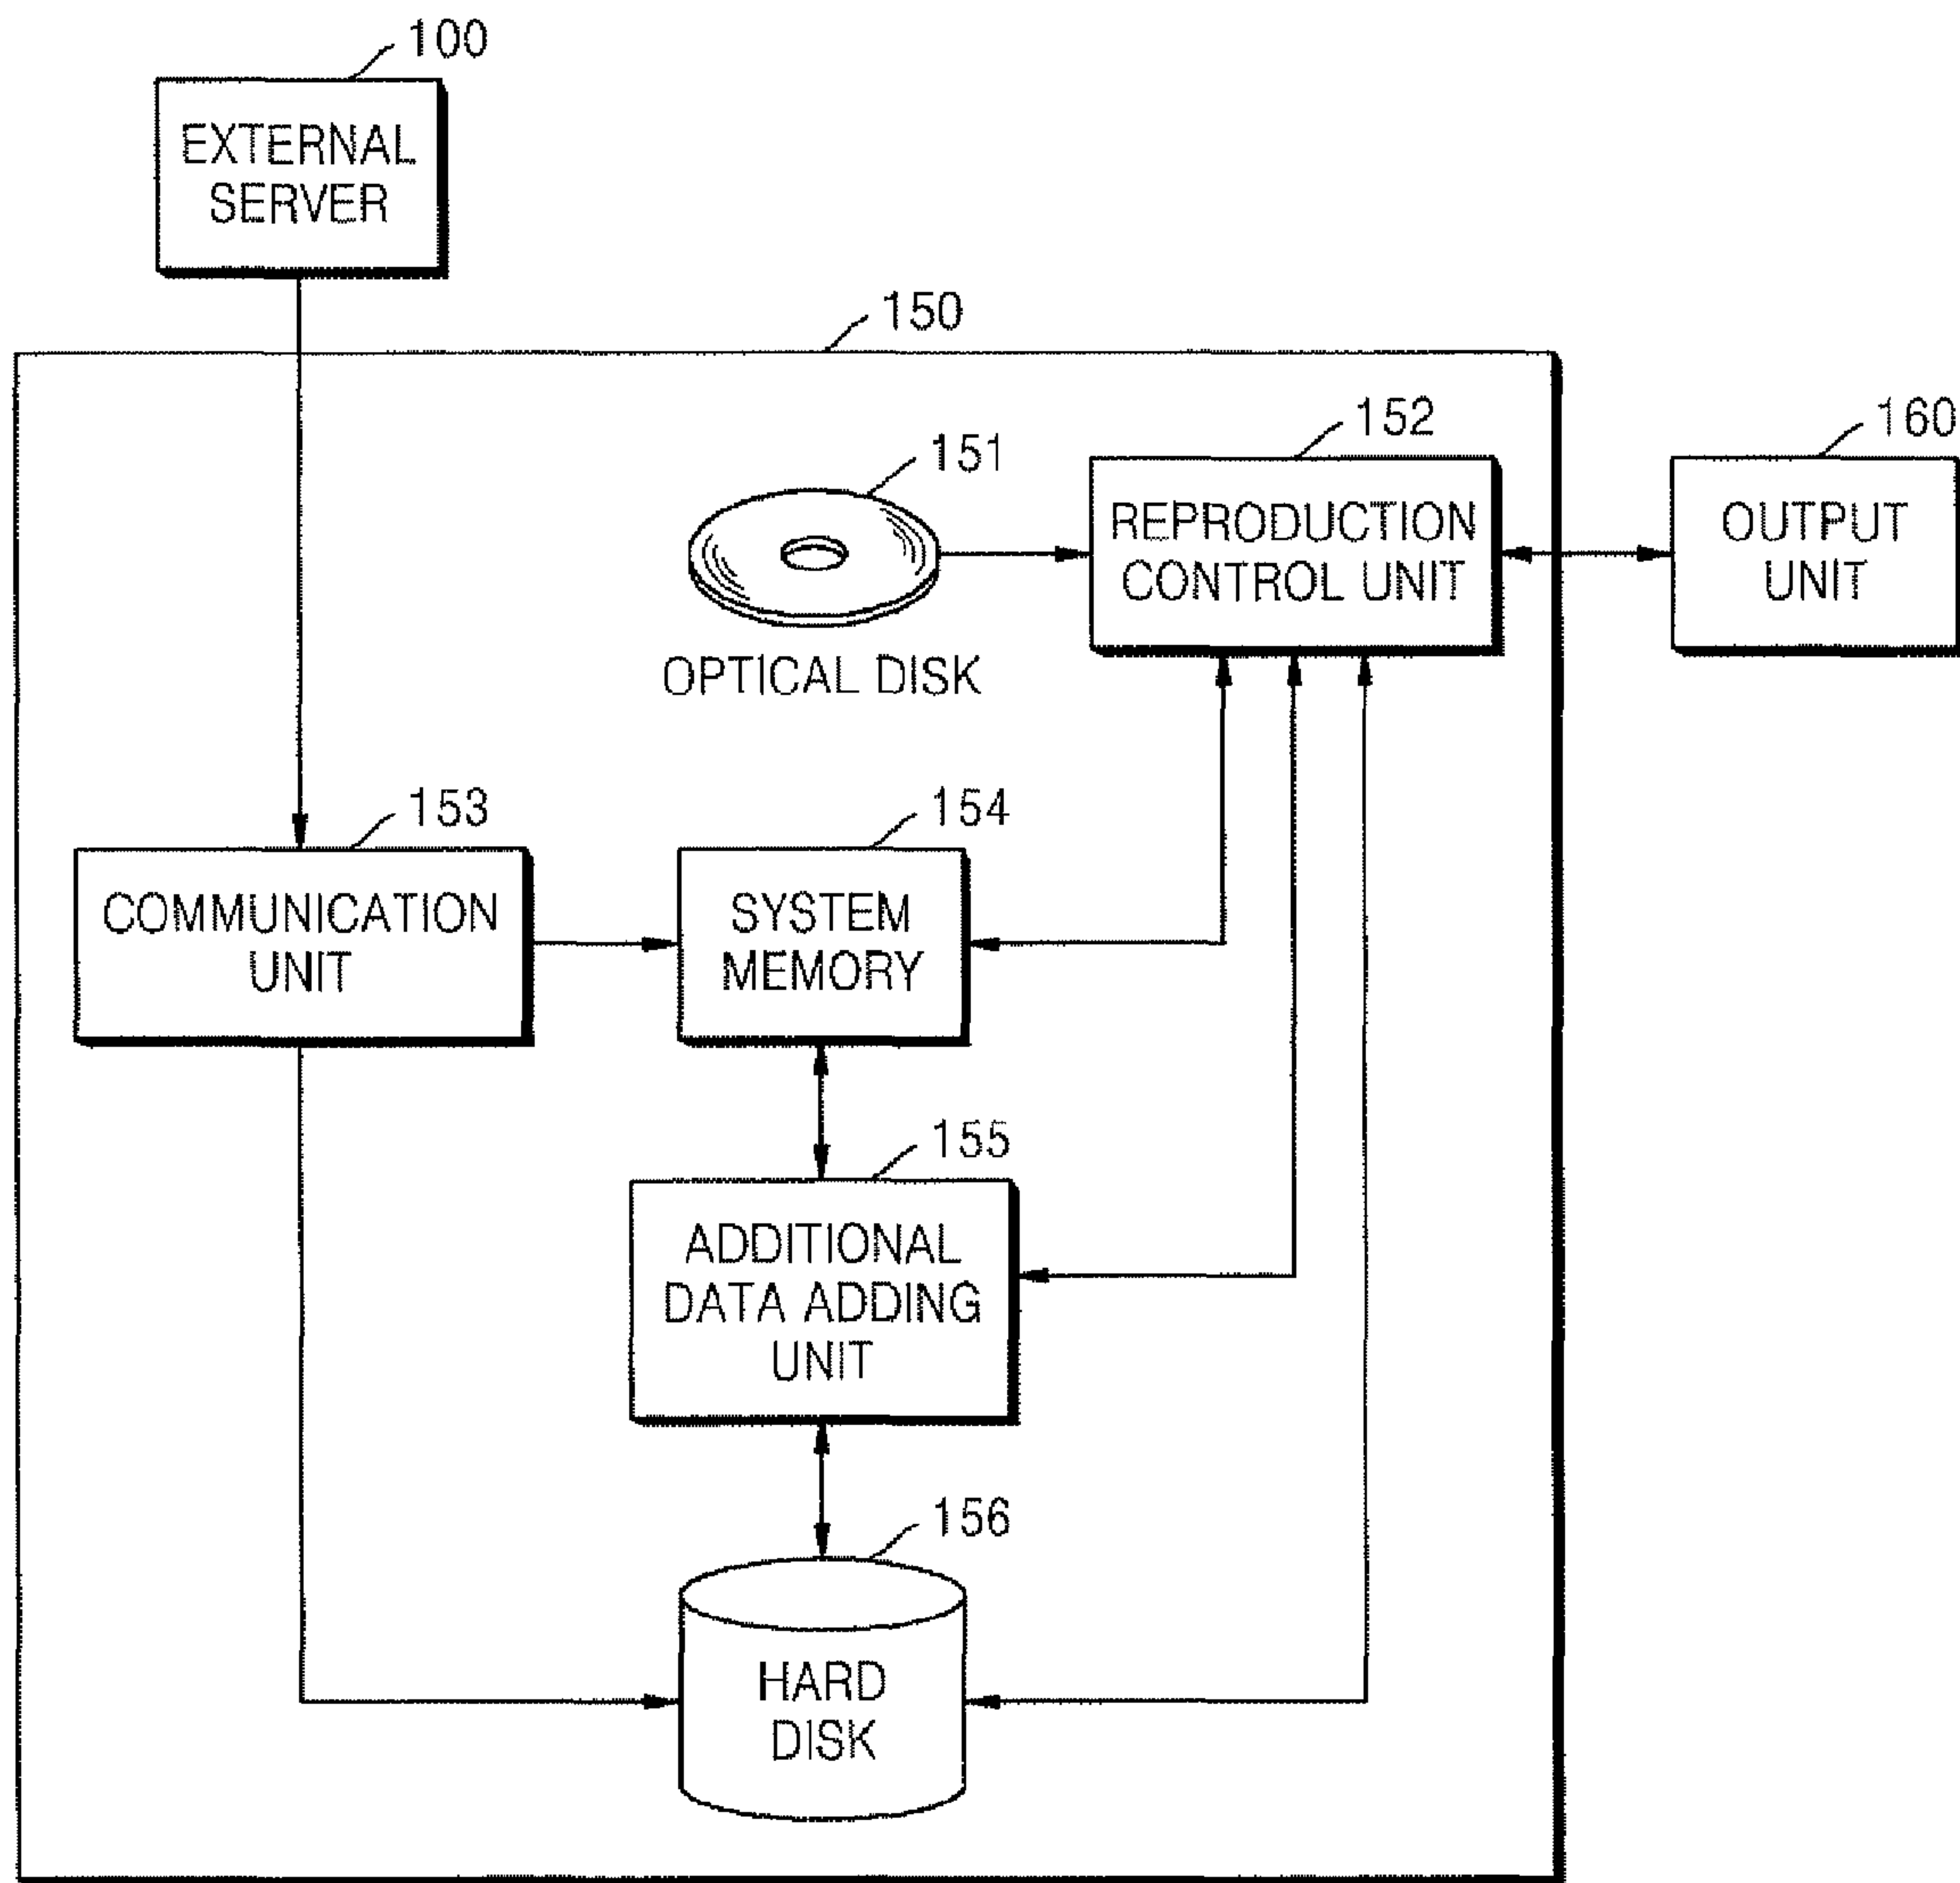 100
EXTERNAL
SERVER
150
151
OPTICAL DISK
152
REPRODUCTION
CONTROL UNIT
160
OUTPUT
UNIT
153
COMMUNICATION
UNIT
154
SYSTEM
MEMORY
155
ADDITIONAL
DATA ADDING
UNIT
156
HARD
DISK